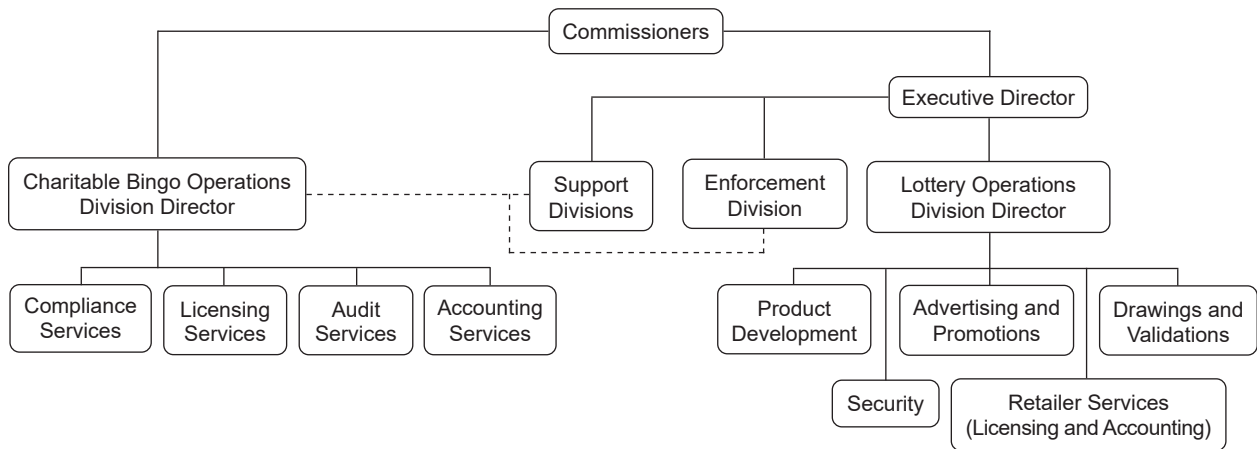 Commissioners
Executive Director
Charitable Bingo Operations
Division Director
Support
Divisions
Enforcement
Division
Lottery Operations
Division Director
Compliance
Services
Licensing
Services
Audit
Services
Accounting
Services
Product
Development
Advertising and
Promotions
Drawings and
Validations
Security
Retailer Services
(Licensing and Accounting)